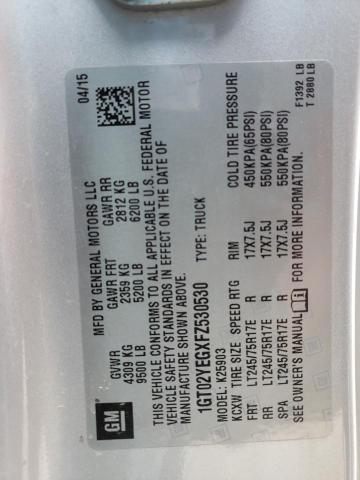 04/15
MFD BY GENERAL MOTORS LLC
GVWR GAWR FRT GAWR RR
4309 KG 2359 KG 2812 KG
9500 LB 5200 LB 6200 LB
THIS VEHICLE CONFORMS TO ALL APPLICABLE U.S. FEDERAL MOTOR
VEHICLE SAFETY STANDARDS IN EFFECT ON THE DATE OF
MANUFACTURE SHOWN ABOVE.
GM
1GT02YEGXFZ530530 TYPE: TRUCK
MODEL: K25903
KCXW TIRE SIZE SPEED RTG RIM COLD TIRE PRESSURE
FRT LT245/75R17E R 17X7.5J 450KPA(65PSI)
RR LT245/75R17E R 17X7.5J 550KPA(80PSI)
SPA LT245/75R17E R 17X7.5J 550KPA(80PSI)
SEE OWNER'S MANUAL FOR MORE INFORMATION.
F1392 LB
T 2880 LB